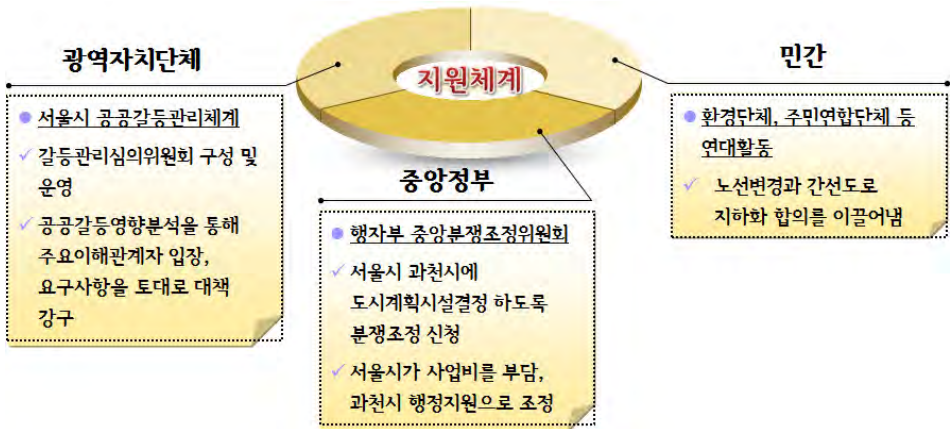 지원체계
광역자치단체
서울시 공공갈등관리체계
갈등관리심의위원회 구성 및
운영
공공갈등영향분석을 통해
주요이해관계자 입장,
요구사항을 토대로 대책
강구
중앙정부
행자부 중앙분쟁조정위원회
서울시 과천시에
도시계획시설결정 하도록
분쟁조정 신청
서울시가 사업비를 부담,
과천시 행정지원으로 조정
민간
환경단체, 주민연합단체 등
연대활동
노선변경과 간선도로
지하화 합의를 이끌어냄